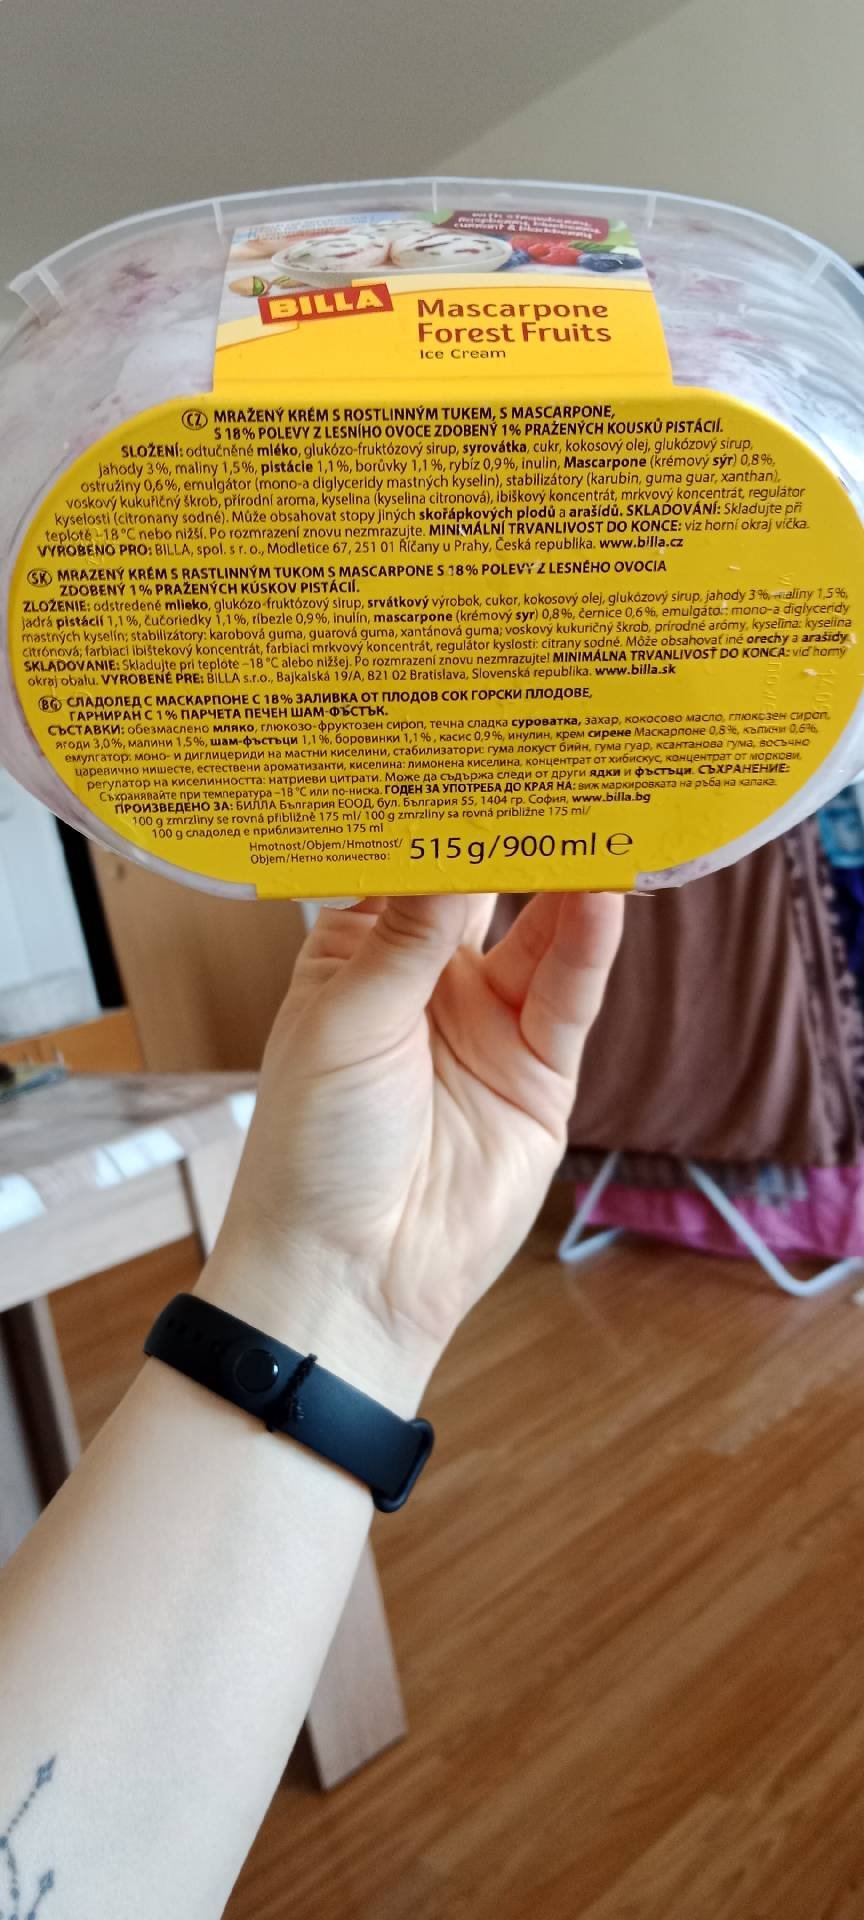 with strawberry,
raspberry, blueberry,
currant & blackberry
BILLA
Mascarpone
Forest Fruits
Ice Cream
CZ MRAŽENÝ KRÉM S ROSTLINNÝM TUKEM, S MASCARPONE,
S 18% POLEVY Z LESNÍHO OVOCE ZDOBENÝ 1% PRAŽENÝCH KOUSKŮ PISTÁCIÍ.
SLOŽENÍ: odtučněné mléko, glukózo-fruktózový sirup, syrovátka, cukr, kokosový olej, glukózový sirup,
jahody 3%, maliny 1,5%, pistácie 1,1%, borůvky 1,1%, rybíz 0,9%, inulin, Mascarpone (krémový sýr) 0,8%,
ostružiny 0,6%, emulgátor (mono-a diglyceridy mastných kyselin), stabilizátory (karubin, guma guar, xanthan),
voskový kukuřičný škrob, přírodní aroma, kyselina (kyselina citronová), ibiškový koncentrát, mrkvový koncentrát, regulátor
kyselosti (citronany sodné). Může obsahovat stopy jiných skořápkových plodů a arašídů. SKLADOVÁNÍ: Skladujte při
teplotě -18°C nebo nižší. Po rozmrazení znovu nezmrazujte. MINIMÁLNÍ TRVANLIVOST DO KONCE: viz horní okraj víčka.
VYROBENO PRO: BILLA, spol. s r. o., Modletice 67, 251 01 Říčany u Prahy, Česká republika. www.billa.cz
SK MRAZENÝ KRÉM S RASTLINNÝM TUKOM S MASCARPONE S 18% POLEVY Z LESNÉHO OVOCIA
ZDOBENÝ 1% PRAŽENÝCH KÚSKOV PISTÁCIÍ.
ZLOŽENIE: odstredené mlieko, glukózo-fruktózový sirup, srvátkový výrobok, cukor, kokosový olej, glukózový sirup, jahody 3%, maliny 1,5%,
jadrá pistácií 1,1%, čučoriedky 1,1%, ríbezle 0,9%, inulín, mascarpone (krémový syr) 0,8%, černice 0,6%, emulgátor: mono-a diglyceridy
mastných kyselín; stabilizátory: karobová guma, guarová guma, xantánová guma; voskový kukuričný škrob, prírodné arómy, kyselina: kyselina
citrónová; farbiaci ibištekový koncentrát, farbiaci mrkvový koncentrát, regulátor kyslosti: citrany sodné. Môže obsahovať iné orechy a arašidy.
SKLADOVANIE: Skladujte pri teplote -18°C alebo nižšej. Po rozmrazení znovu nezmrazujte! MINIMÁLNA TRVANLIVOSŤ DO KONCA: viď horný
okraj obalu. VYROBENÉ PRE: BILLA s.r.o., Bajkalská 19/A, 821 02 Bratislava, Slovenská republika. www.billa.sk
BG СЛАДОЛЕД С МАСКАРПОНЕ С 18% ЗАЛИВКА ОТ ПЛОДОВ СОК ГОРСКИ ПЛОДОВЕ,
ГАРНИРАН С 1% ПАРЧЕТА ПЕЧЕН ШАМ-ФЪСТЪК.
СЪСТАВКИ: обезмаслено мляко, глюкозо-фруктозен сироп, течна сладка суроватка, захар, кокосово масло, глюкозен сироп,
ягоди 3,0%, малини 1,5%, шам-фъстъци 1,1%, боровинки 1,1%, касис 0,9%, инулин, крем сирене Маскарпоне 0,8%, къпини 0,6%,
емулгатор: моно- и диглицериди на мастни киселини, стабилизатори: гума локуст бийн, гума гуар, ксантанова гума, восъчно
царевично нишесте, естествени ароматизанти, киселина: лимонена киселина, концентрат от хибискус, концентрат от моркови,
регулатор на киселинността: натриеви цитрати. Може да съдържа следи от други ядки и фъстъци. СЪХРАНЕНИЕ:
Съхранявайте при температура -18°C или по-ниска. ГОДЕН ЗА УПОТРЕБА ДО КРАЯ НА: виж маркировката на ръба на капака.
ПРОИЗВЕДЕНО ЗА: БИЛЛА България ЕООД, бул. България 55, 1404 гр. София, www.billa.bg
100 g zmrzliny se rovná přibližně 175 ml/ 100 g zmrzliny sa rovná približne 175 ml/
100 g сладолед е приблизително 175 ml
Hmotnost/Objem/Hmotnosť/
Objem/Нетно количество:
515g/900ml e